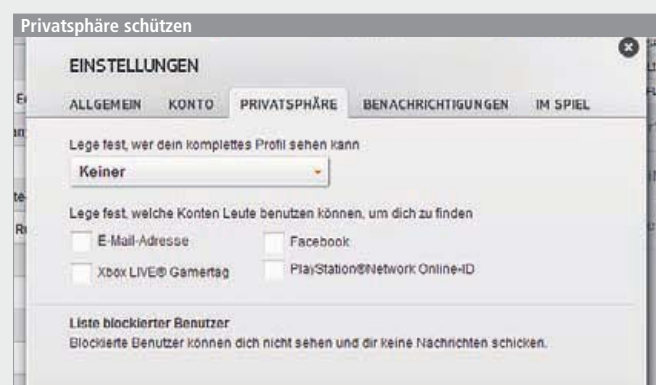 Privatsphäre schützen
EINSTELLUNGEN
ALLGEMEIN KONTO PRIVATSPHÄRE BENACHRICHTIGUNGEN IM SPIEL
Lege fest, wer dein komplettes Profil sehen kann
Keiner
Lege fest, welche Konten Leute benutzen können, um dich zu finden
E-Mail-Adresse Facebook
Xbox LIVE® Gamertag PlayStation®Network Online-ID
Liste blockierter Benutzer
Blockierte Benutzer können dich nicht sehen und dir keine Nachrichten schicken.